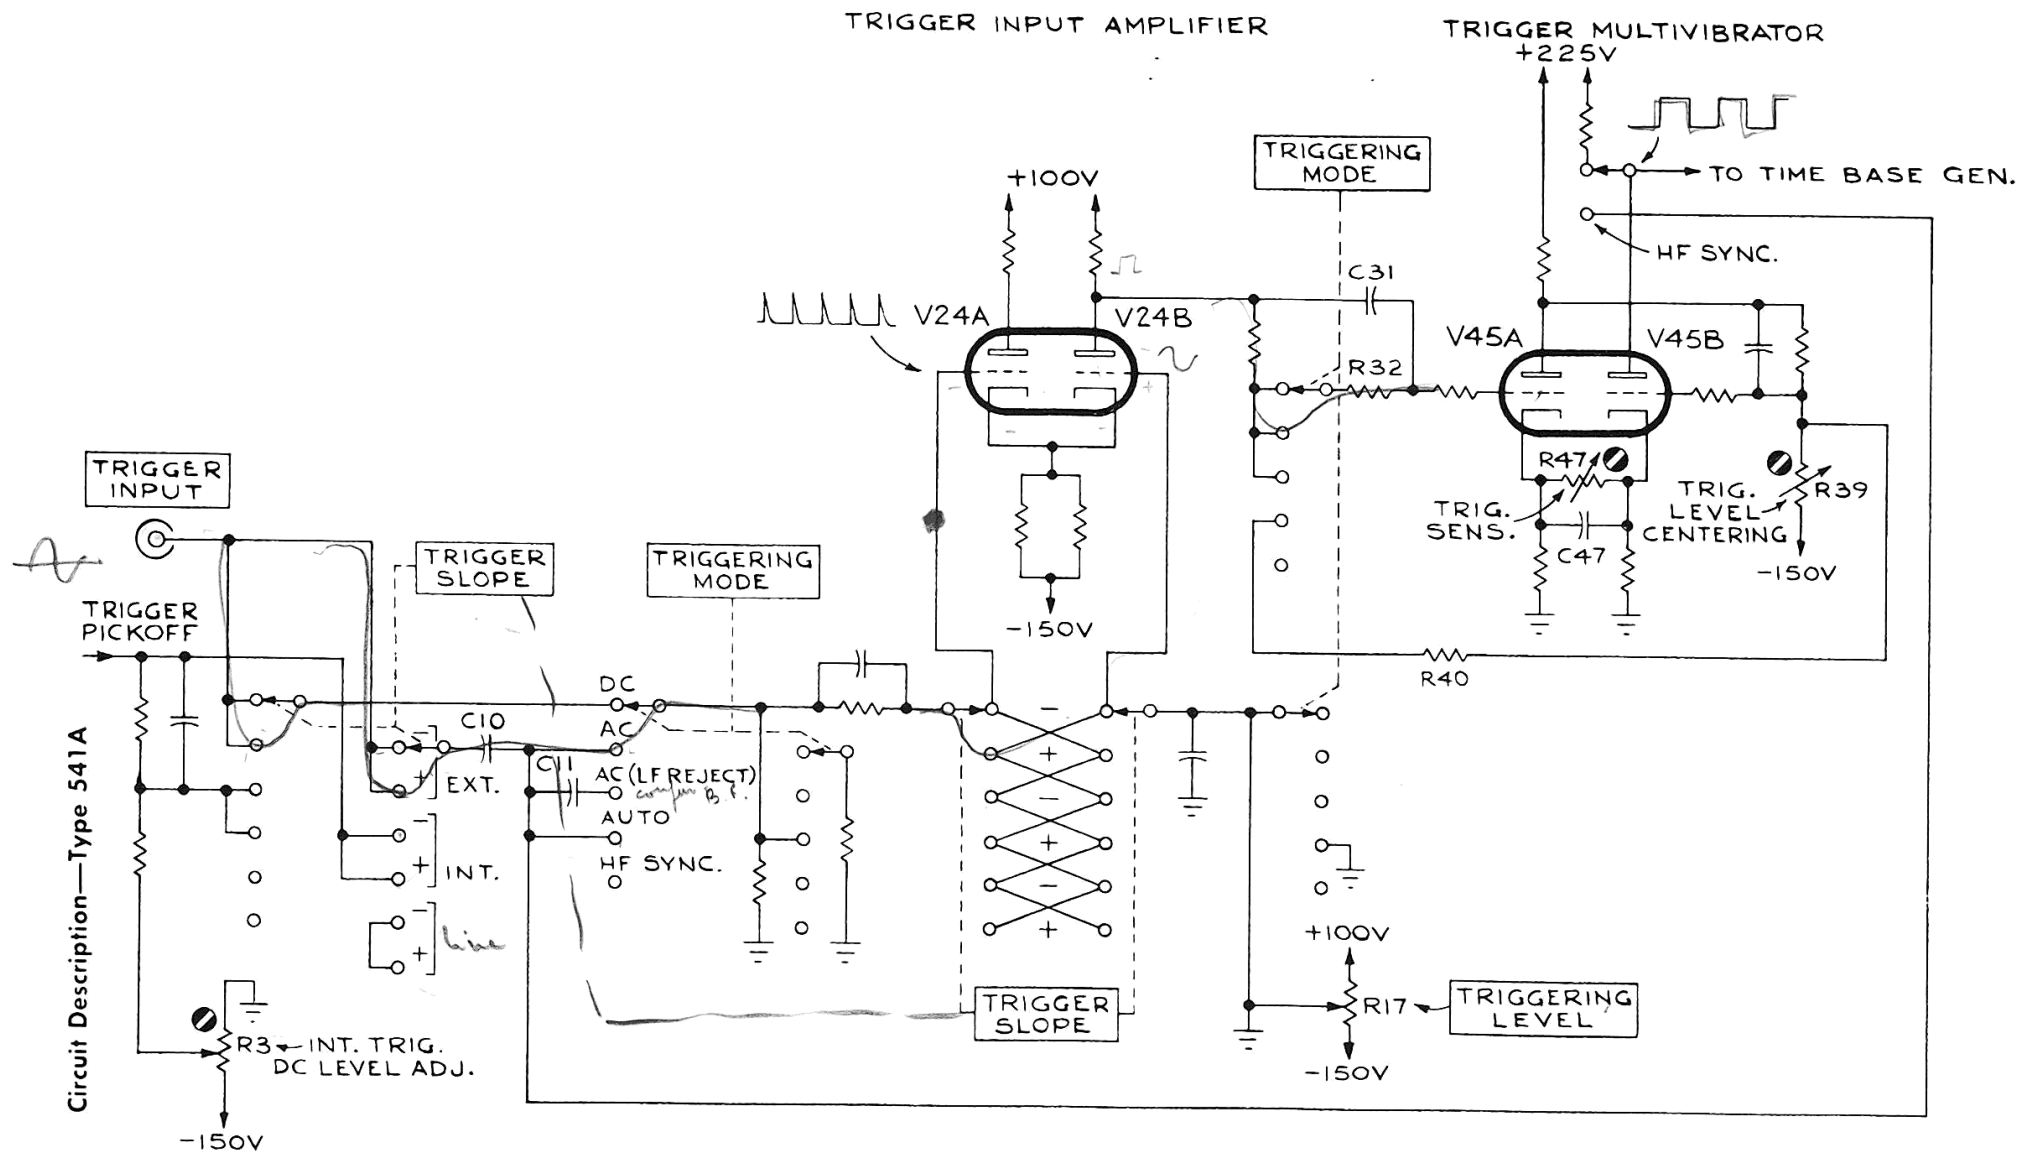 TRIGGER INPUT AMPLIFIER
TRIGGER MULTIVIBRATOR
+225V
TO TIME BASE GEN.
HF SYNC.
TRIGGERING
MODE
+100V
C31
V24A
V24B
R32
V45A
V45B
R47
TRIG.
SENS.
C47
TRIG.
LEVEL
CENTERING
R39
-150V
TRIGGER
INPUT
TRIGGER
SLOPE
TRIGGERING
MODE
-150V
R40
TRIGGER
PICKOFF
DC
AC
C10
C11
AC (LF REJECT)
AUTO
HF SYNC.
-
+
EXT.
-
+
INT.
-
+
line
-
+
-
+
-
+
+100V
R17
TRIGGERING
LEVEL
-150V
TRIGGER
SLOPE
R3
INT. TRIG.
DC LEVEL ADJ.
-150V
Circuit Description—Type 541A